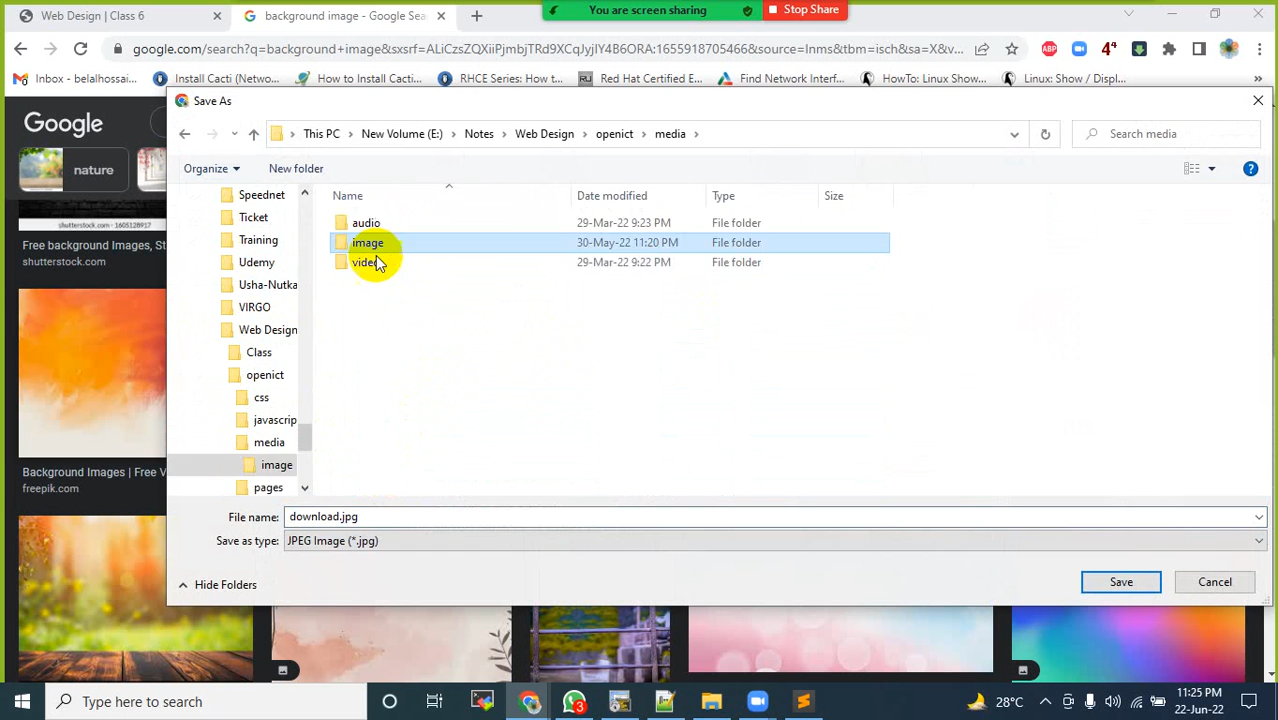 Web Design | Class 6
background image - Google Sea
You are screen sharing
Stop Share
google.com/search?q=background+image&sxsrf=ALiCzsZQXiiPjmbjTRd9XCqJyjIY4B6ORA:1655918705466&source=lnms&tbm=isch&sa=X&v...
Inbox - belalhossai...
Install Cacti (Netwo...
How to Install Cacti...
RHCE Series: How t...
Red Hat Certified E...
Find Network Interf...
HowTo: Linux Show...
Linux: Show / Displ...
Save As
Google
This PC > New Volume (E:) > Notes > Web Design > openict > media >
Search media
nature
Organize
New folder
Name
Date modified
Type
Size
Speednet
Ticket
Training
Udemy
Usha-Nutka
VIRGO
Web Design
Class
openict
css
javascrip
media
image
pages
audio 29-Mar-22 9:23 PM File folder
image 30-May-22 11:20 PM File folder
video 29-Mar-22 9:22 PM File folder
shutterstock.com · 1605128917
Free background Images, St
shutterstock.com
Background Images | Free V
freepik.com
File name: download.jpg
Save as type: JPEG Image (*.jpg)
Hide Folders
Save
Cancel
Type here to search
3
28°C
11:25 PM
22-Jun-22